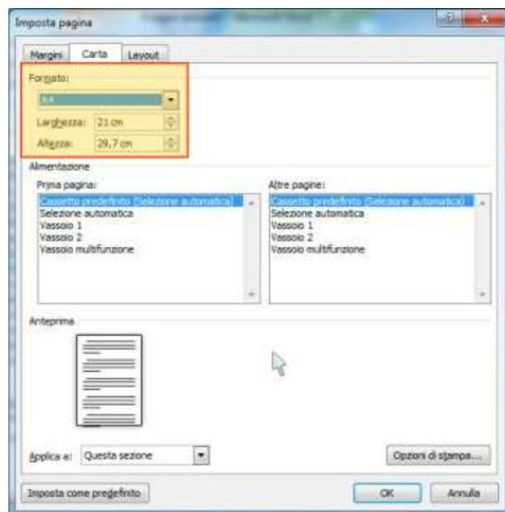 Imposta pagina
Margini Carta Layout
Formato:
A4
Larghezza: 21 cm
Altezza: 29,7 cm
Alimentazione
Prima pagina: Altre pagine:
Cassetto predefinito (Selezione automatica) Cassetto predefinito (Selezione automatica)
Selezione automatica Selezione automatica
Vassoio 1 Vassoio 1
Vassoio 2 Vassoio 2
Vassoio multifunzione Vassoio multifunzione
Anteprima
Applica a: Questa sezione Opzioni di stampa...
Imposta come predefinito OK Annulla